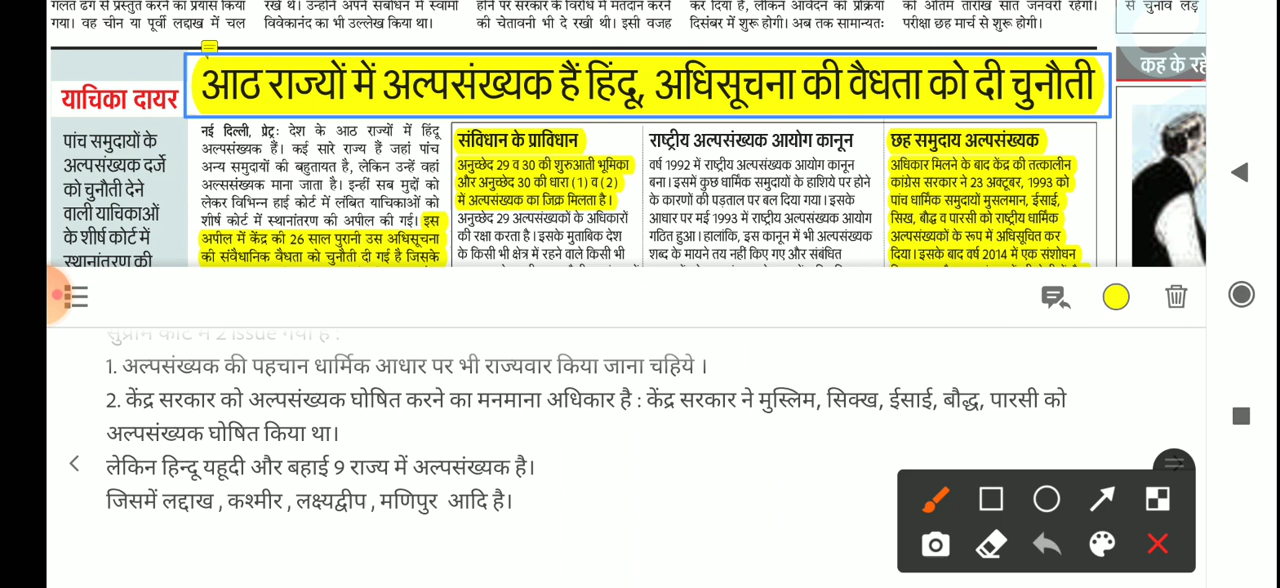 गलत ढंग से प्रस्तुत करने का प्रयास किया
गया। वह चीन या पूर्वी लद्दाख में चल
रखे थे। उन्होंने अपने संबोधन में स्वामी
विवेकानंद का भी उल्लेख किया था।
होने पर सरकार के विरोध में मतदान करने
की चेतावनी भी दे रखी थी। इसी वजह
कर दिया है, लेकिन आवेदन की प्रक्रिया
दिसंबर में शुरू होगी। अब तक सामान्यतः
की अंतिम तारीख सात जनवरी रहेगी।
परीक्षा छह मार्च से शुरू होगी।
से चुनाव लड़
कह के रहे
याचिका दायर
आठ राज्यों में अल्पसंख्यक हैं हिंदू, अधिसूचना की वैधता को दी चुनौती
पांच समुदायों के
अल्पसंख्यक दर्जे
को चुनौती देने
वाली याचिकाओं
के शीर्ष कोर्ट में
स्थानांतरण की
नई दिल्ली, प्रेट्र: देश के आठ राज्यों में हिंदू
अल्पसंख्यक हैं। कई सारे राज्य हैं जहां पांच
अन्य समुदायों की बहुतायत है, लेकिन उन्हें वहां
अल्पसंख्यक माना जाता है। इन्हीं सब मुद्दों को
लेकर विभिन्न हाई कोर्ट में लंबित याचिकाओं को
शीर्ष कोर्ट में स्थानांतरण की अपील की गई। इस
अपील में केंद्र की 26 साल पुरानी उस अधिसूचना
की संवैधानिक वैधता को चुनौती दी गई है जिसके
संविधान के प्राविधान
अनुच्छेद 29 व 30 की शुरुआती भूमिका
और अनुच्छेद 30 की धारा (1) व (2)
में अल्पसंख्यक का जिक्र मिलता है।
अनुच्छेद 29 अल्पसंख्यकों के अधिकारों
की रक्षा करता है। इसके मुताबिक देश
के किसी भी क्षेत्र में रहने वाले किसी भी
राष्ट्रीय अल्पसंख्यक आयोग कानून
वर्ष 1992 में राष्ट्रीय अल्पसंख्यक आयोग कानून
बना। इसमें कुछ धार्मिक समुदायों के हाशिये पर होने
के कारणों की पड़ताल पर बल दिया गया। इसके
आधार पर मई 1993 में राष्ट्रीय अल्पसंख्यक आयोग
गठित हुआ। हालांकि, इस कानून में भी अल्पसंख्यक
शब्द के मायने तय नहीं किए गए और संबंधित
छह समुदाय अल्पसंख्यक
अधिकार मिलने के बाद केंद्र की तत्कालीन
कांग्रेस सरकार ने 23 अक्टूबर, 1993 को
पांच धार्मिक समुदायों मुसलमान, ईसाई,
सिख, बौद्ध व पारसी को राष्ट्रीय धार्मिक
अल्पसंख्यकों के रूप में अधिसूचित कर
दिया। इसके बाद वर्ष 2014 में एक संशोधन
सुप्रीम कोर्ट में 2 issue गया है :
1. अल्पसंख्यक की पहचान धार्मिक आधार पर भी राज्यवार किया जाना चहिये ।
2. केंद्र सरकार को अल्पसंख्यक घोषित करने का मनमाना अधिकार है : केंद्र सरकार ने मुस्लिम, सिक्ख, ईसाई, बौद्ध, पारसी को
अल्पसंख्यक घोषित किया था।
लेकिन हिन्दू यहूदी और बहाई 9 राज्य में अल्पसंख्यक है।
जिसमें लद्दाख , कश्मीर , लक्ष्यद्वीप , मणिपुर आदि है।